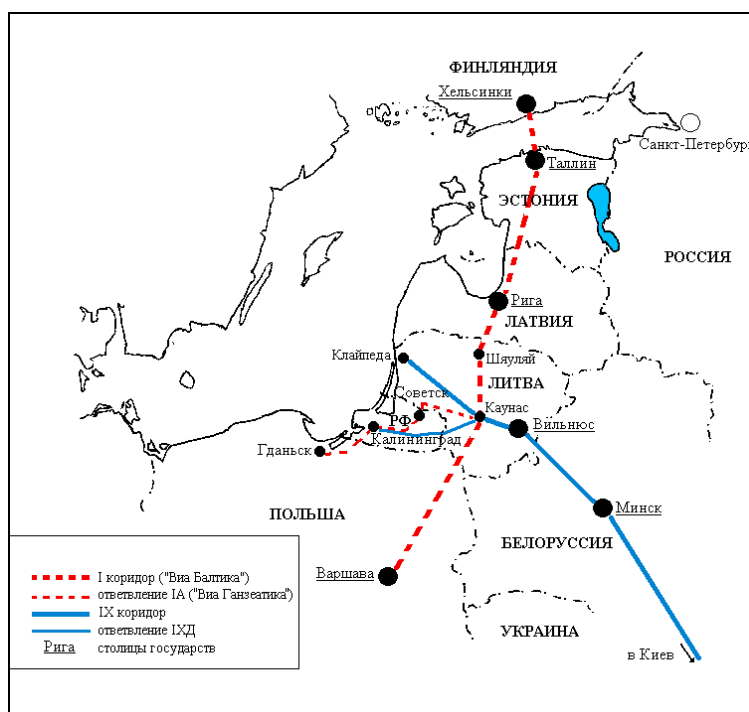 ФИНЛЯНДИЯ
Хельсинки
Санкт-Петербург
Таллин
ЭСТОНИЯ
РОССИЯ
Рига
ЛАТВИЯ
Клайпеда
Шяуляй
ЛИТВА
Советск
Каунас
РФ
Вильнюс
Калининград
Гданьск
Минск
ПОЛЬША
БЕЛОРУССИЯ
Варшава
УКРАИНА
в Киев
I коридор ("Виа Балтика")
ответвление IA ("Виа Ганзеатика")
IX коридор
ответвление IХД
Рига столицы государств